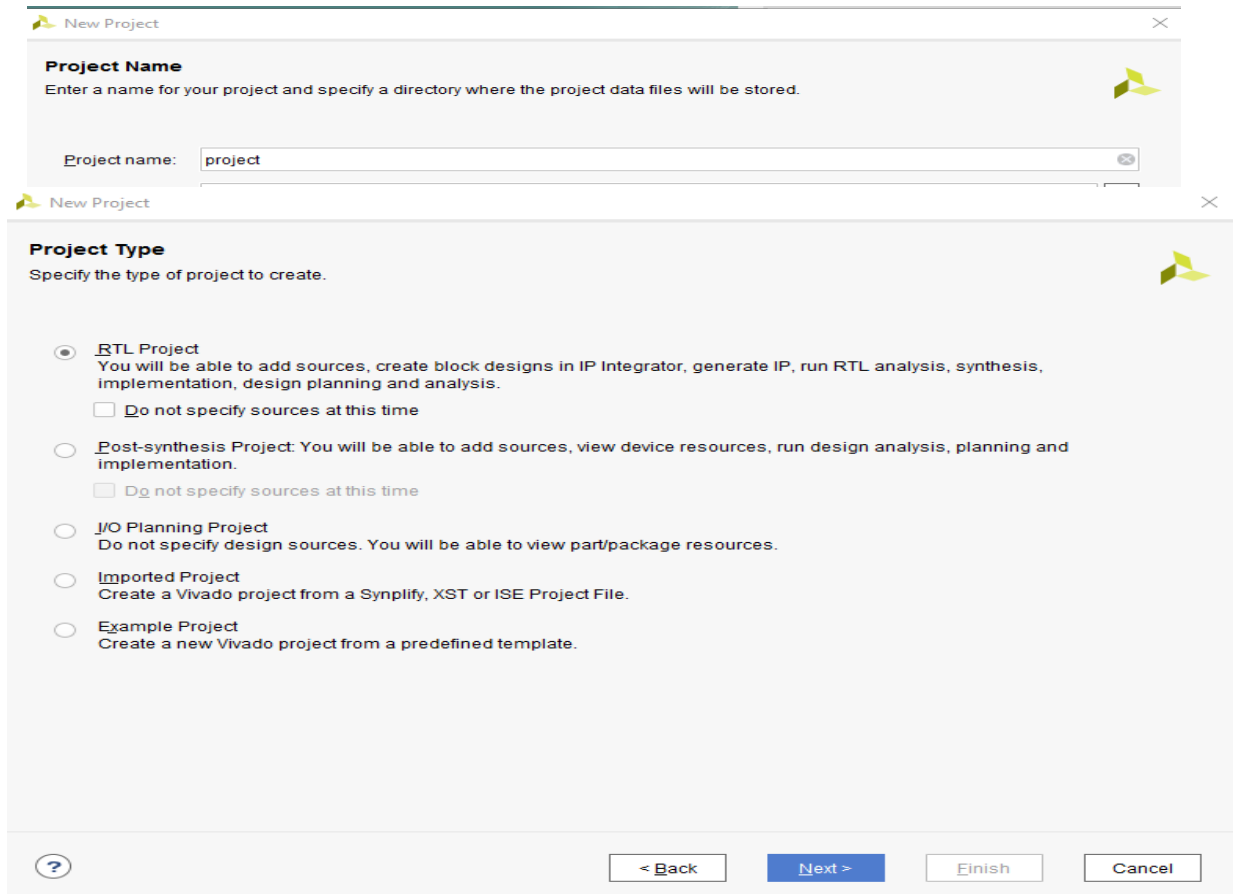 New Project
Project Name
Enter a name for your project and specify a directory where the project data files will be stored.
Project name: project
New Project
Project Type
Specify the type of project to create.
RTL Project
You will be able to add sources, create block designs in IP Integrator, generate IP, run RTL analysis, synthesis,
implementation, design planning and analysis.
Do not specify sources at this time
Post-synthesis Project: You will be able to add sources, view device resources, run design analysis, planning and
implementation.
Do not specify sources at this time
I/O Planning Project
Do not specify design sources. You will be able to view part/package resources.
Imported Project
Create a Vivado project from a Synplify, XST or ISE Project File.
Example Project
Create a new Vivado project from a predefined template.
? < Back Next > Finish Cancel